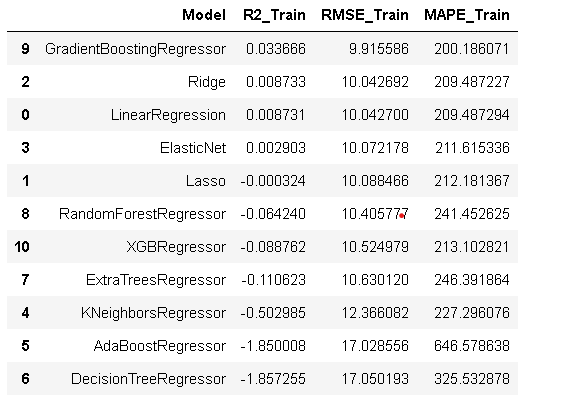 Model R2_Train RMSE_Train MAPE_Train
9 GradientBoostingRegressor 0.033666 9.915586 200.186071
2 Ridge 0.008733 10.042692 209.487227
0 LinearRegression 0.008731 10.042700 209.487294
3 ElasticNet 0.002903 10.072178 211.615336
1 Lasso -0.000324 10.088466 212.181367
8 RandomForestRegressor -0.064240 10.405777 241.452625
10 XGBRegressor -0.088762 10.524979 213.102821
7 ExtraTreesRegressor -0.110623 10.630120 246.391864
4 KNeighborsRegressor -0.502985 12.366082 227.296076
5 AdaBoostRegressor -1.850008 17.028556 646.578638
6 DecisionTreeRegressor -1.857255 17.050193 325.532878